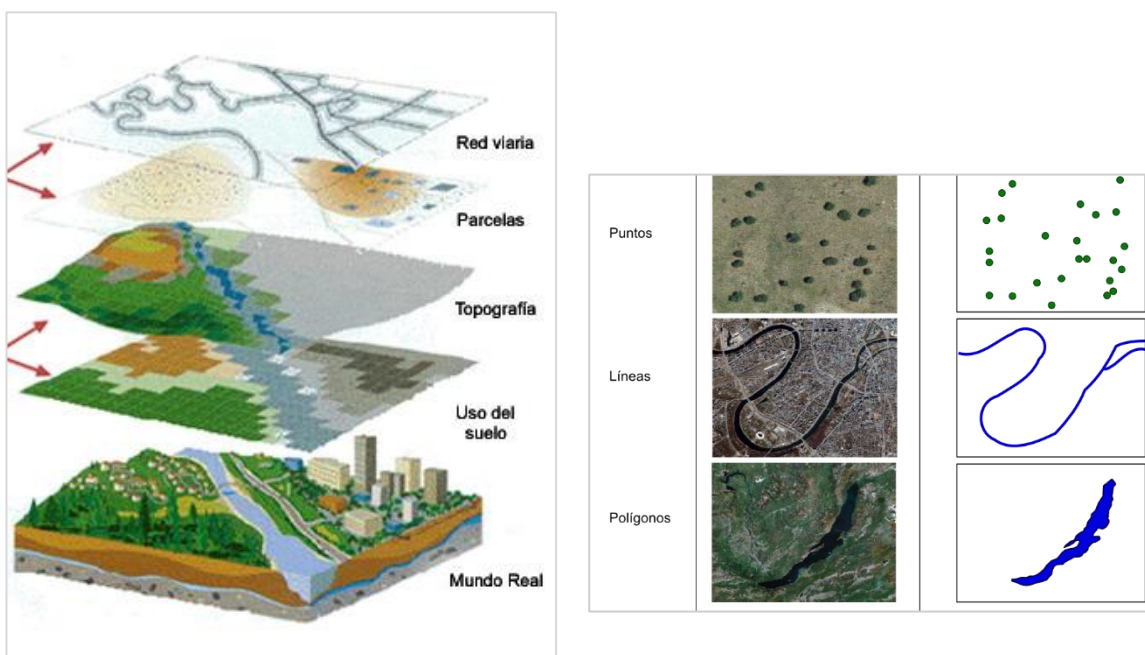 Red viaria
Parcelas
Topografía
Uso del
suelo
Mundo Real
Puntos
Líneas
Polígonos